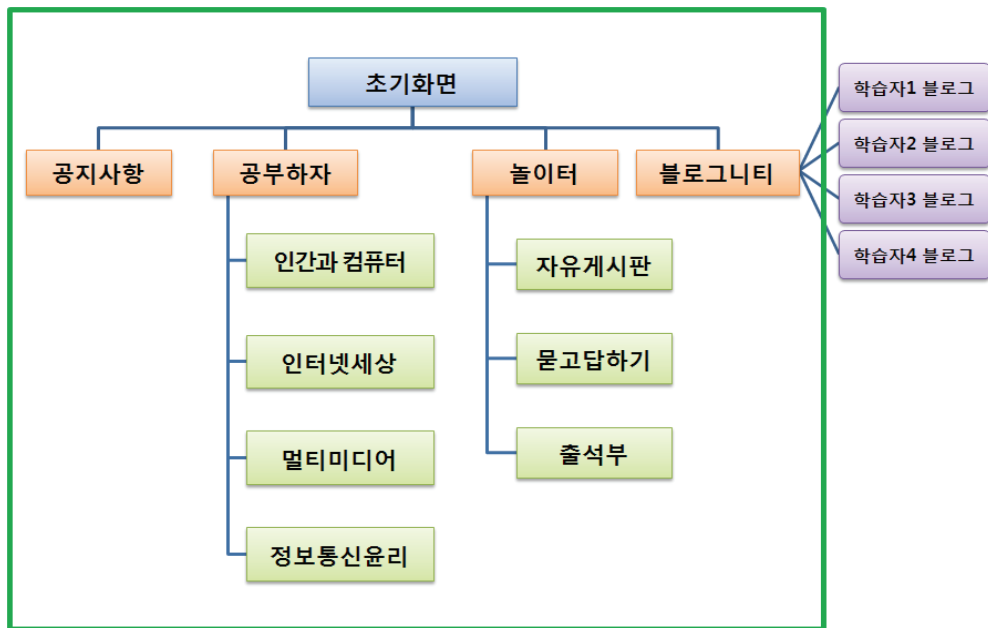 초기화면
공지사항
공부하자
놀이터
블로그니티
인간과 컴퓨터
인터넷세상
멀티미디어
정보통신윤리
자유게시판
묻고답하기
출석부
학습자1 블로그
학습자2 블로그
학습자3 블로그
학습자4 블로그